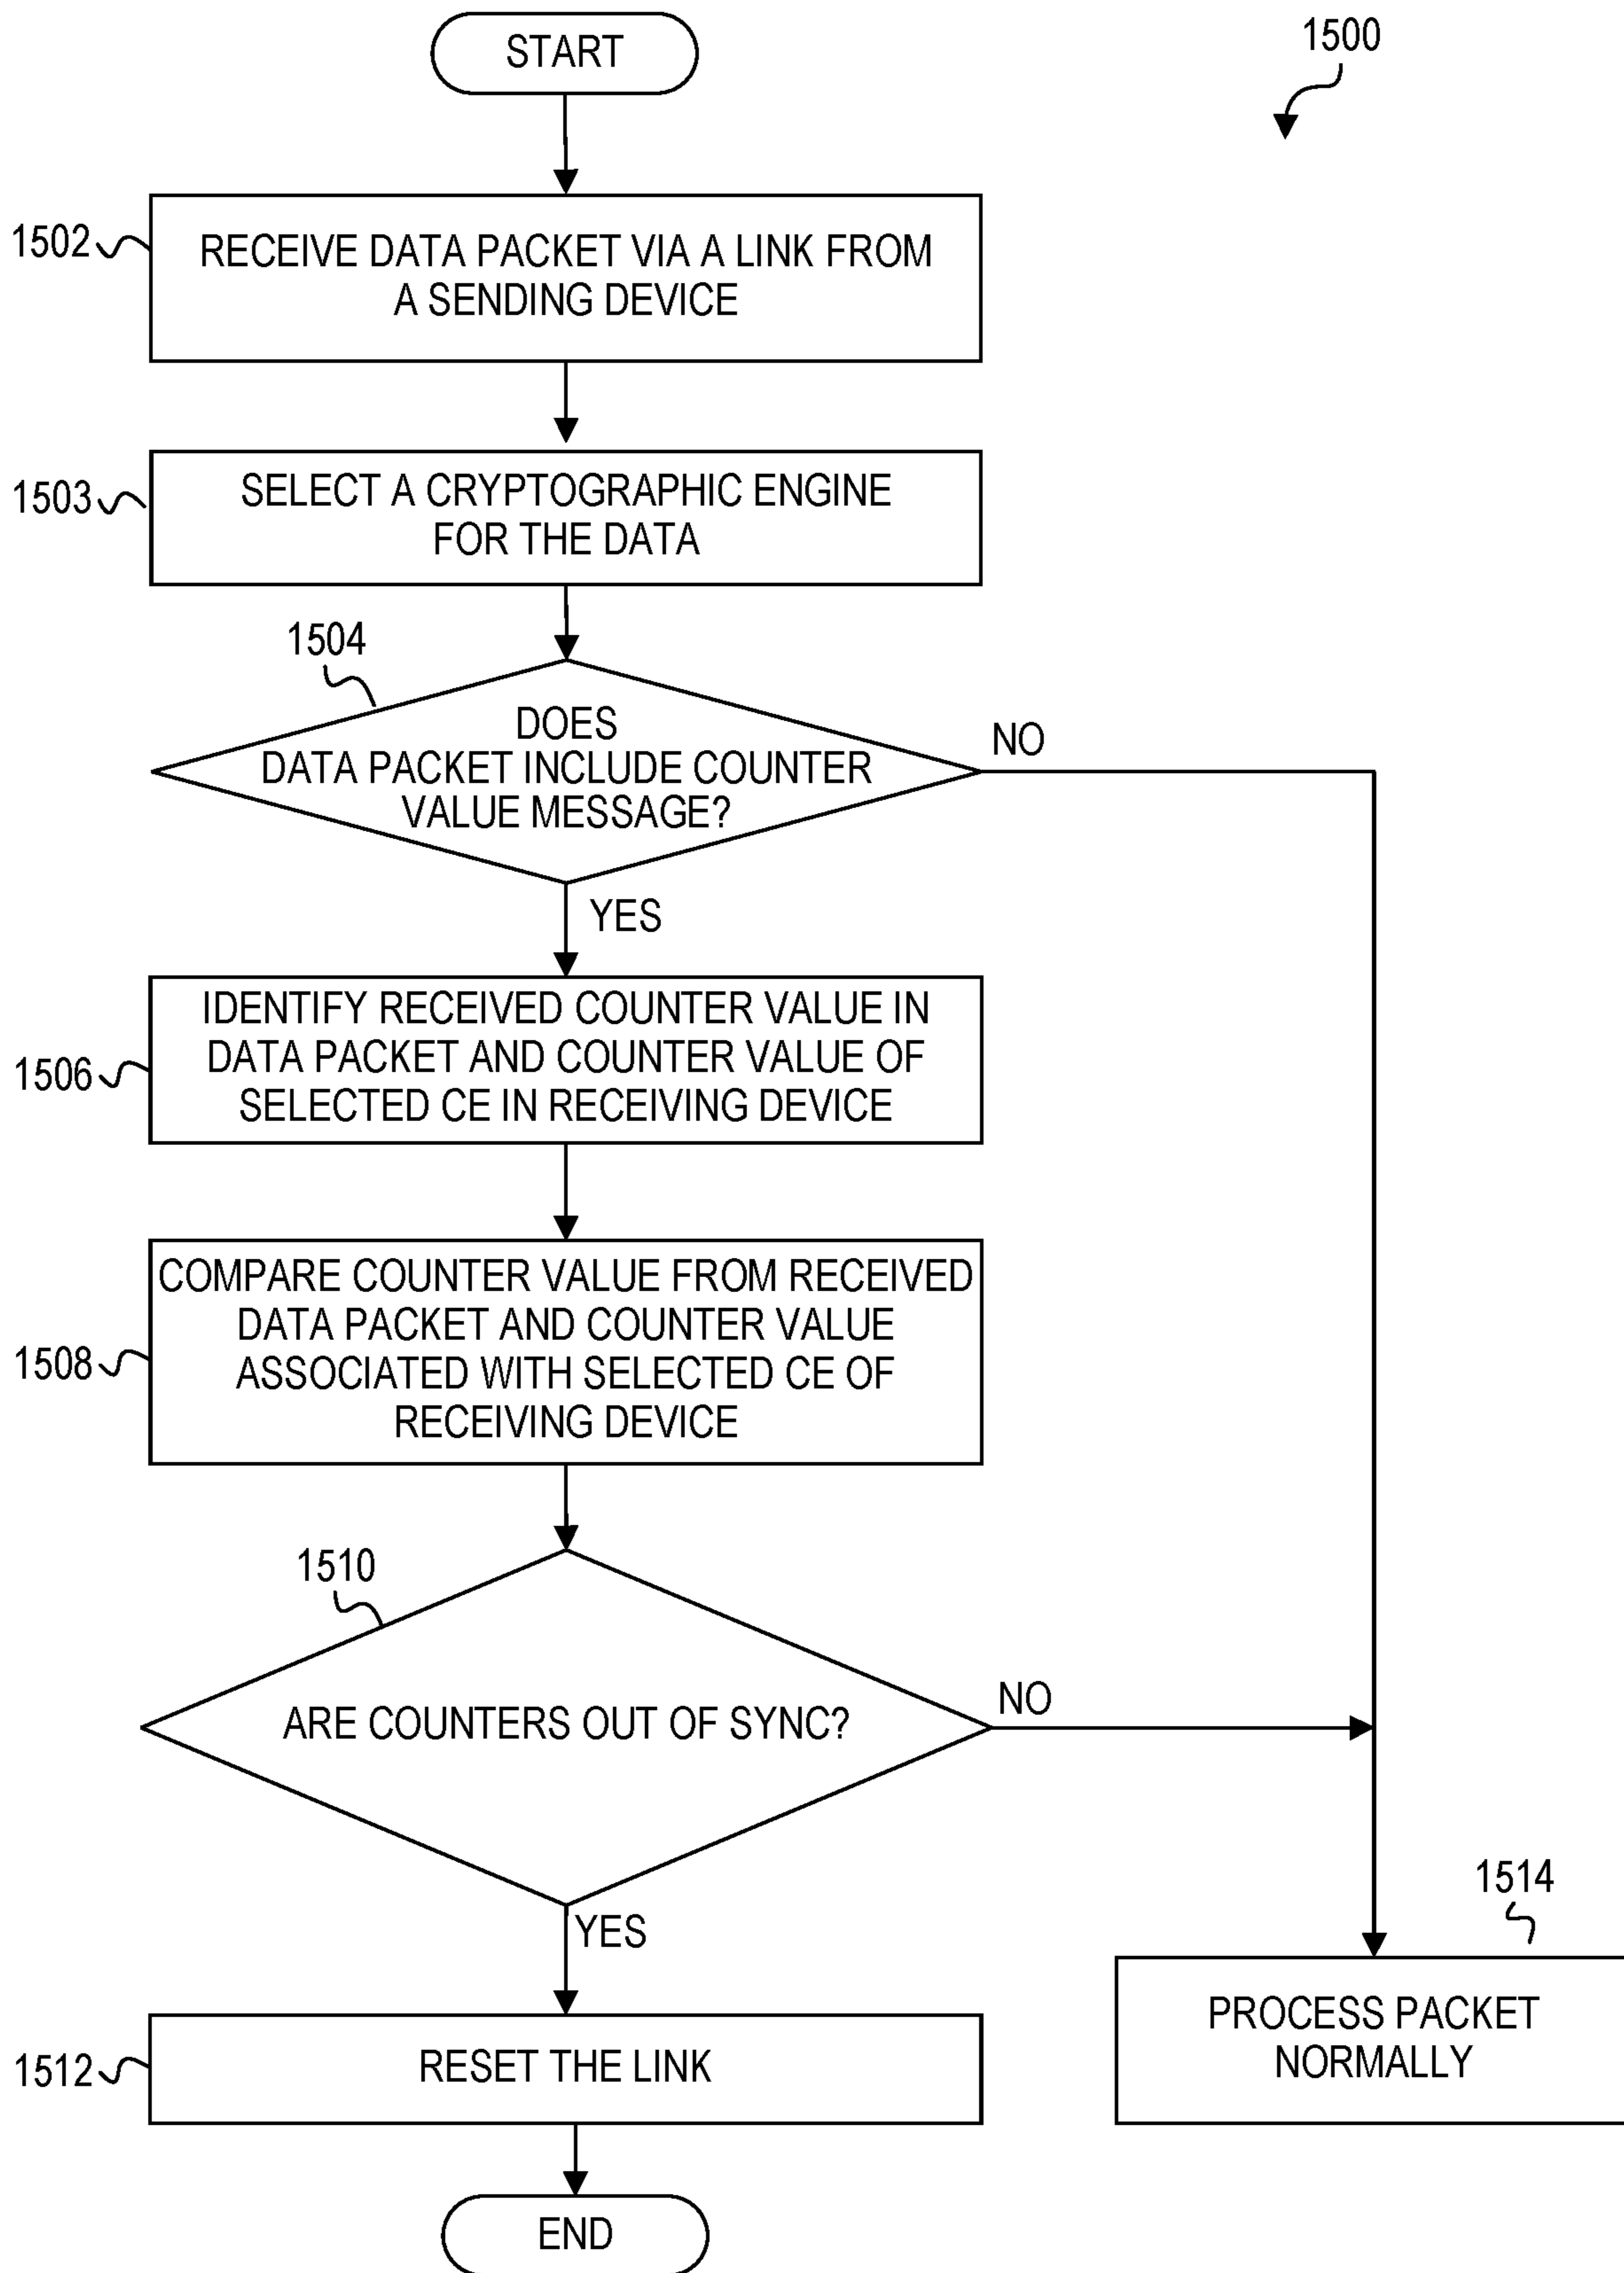 START
1500
1502
RECEIVE DATA PACKET VIA A LINK FROM
A SENDING DEVICE
1503
SELECT A CRYPTOGRAPHIC ENGINE
FOR THE DATA
1504
DOES
DATA PACKET INCLUDE COUNTER
VALUE MESSAGE?
NO
YES
1506
IDENTIFY RECEIVED COUNTER VALUE IN
DATA PACKET AND COUNTER VALUE OF
SELECTED CE IN RECEIVING DEVICE
1508
COMPARE COUNTER VALUE FROM RECEIVED
DATA PACKET AND COUNTER VALUE
ASSOCIATED WITH SELECTED CE OF
RECEIVING DEVICE
1510
ARE COUNTERS OUT OF SYNC?
NO
YES
1514
PROCESS PACKET
NORMALLY
1512
RESET THE LINK
END